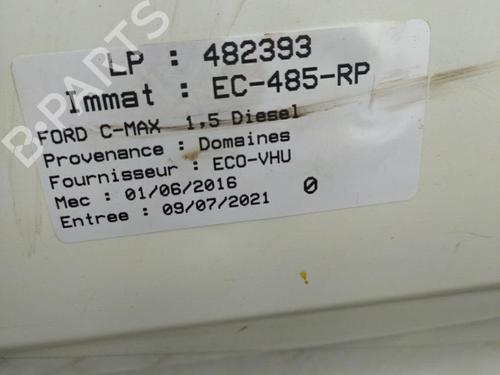 LP : 482393
Immat : EC-485-RP
FORD C-MAX 1,5 Diesel
Provenance : Domaines
Fournisseur : ECO-VHU
Mec : 01/06/2016 0
Entree : 09/07/2021
B-PARTS